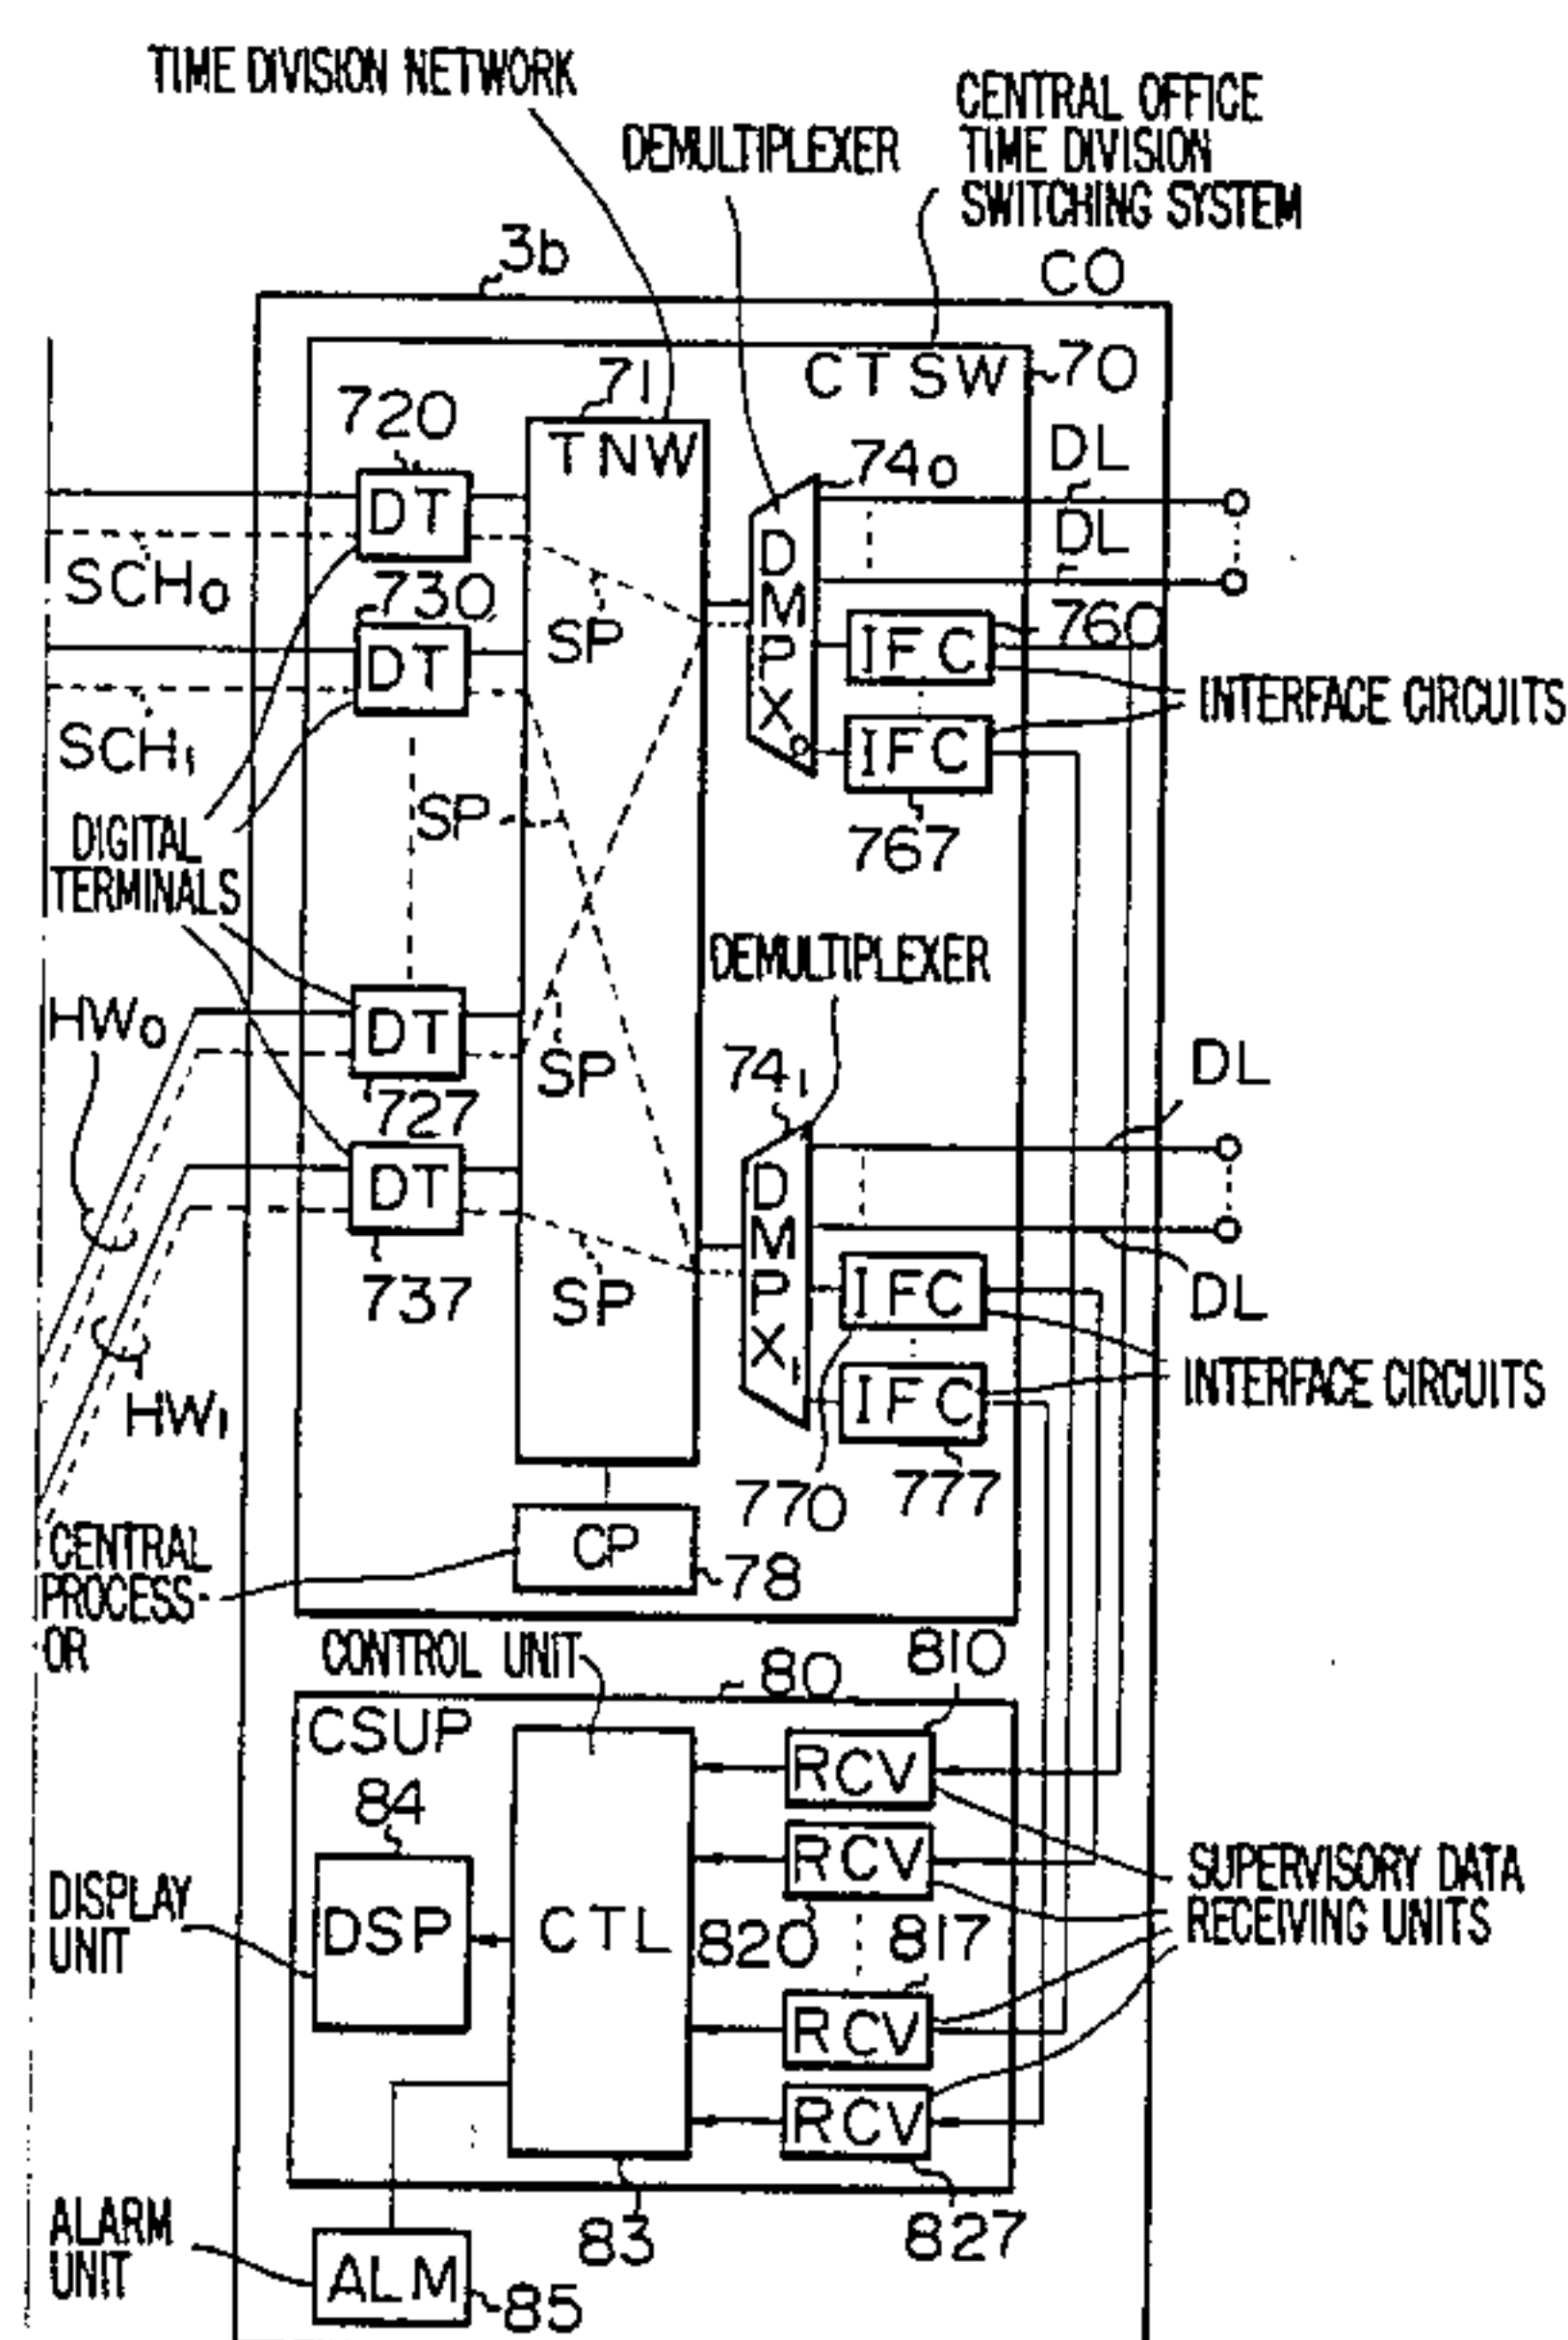 TIME DIVISION NETWORK
CENTRAL OFFICE
TIME DIVISION
SWITCHING SYSTEM
DEMULTIPLEXER
3b
CO
CTSW
70
71
720
TNW
740
DL
DT
DL
DMPX0
SCH0
730
SP
IFC
760
DT
INTERFACE CIRCUITS
SCH1
IFC
SP
767
DIGITAL
TERMINALS
DEMULTIPLEXER
HW0
DT
SP
741
DL
727
DT
DMPX1
737
SP
IFC
DL
INTERFACE CIRCUITS
HW1
IFC
770
777
CENTRAL
PROCESS-
OR
CP
78
CONTROL UNIT
80
810
CSUP
RCV
84
RCV
DISPLAY
UNIT
DSP
CTL
820
817
SUPERVISORY DATA
RECEIVING UNITS
RCV
RCV
83
827
ALARM
UNIT
ALM
85